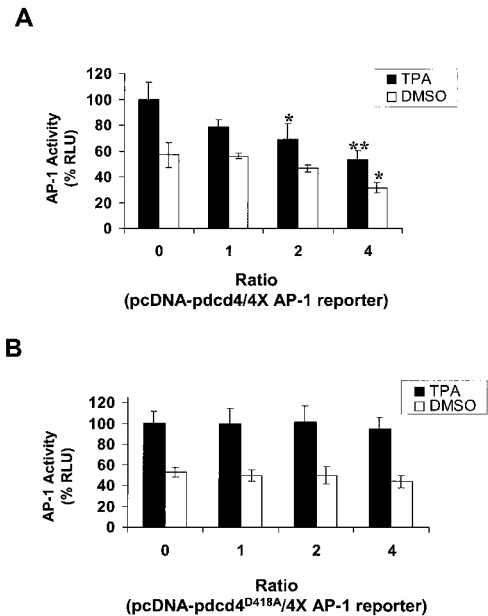 A
120
100
80
60
40
20
0
AP-1 Activity
(% RLU)
TPA
DMSO
*
**
*
0 1 2 4
Ratio
(pcDNA-pdcd4/4X AP-1 reporter)
B
120
100
80
60
40
20
0
AP-1 Activity
(% RLU)
TPA
DMSO
0 1 2 4
Ratio
(pcDNA-pdcd4D418A/4X AP-1 reporter)